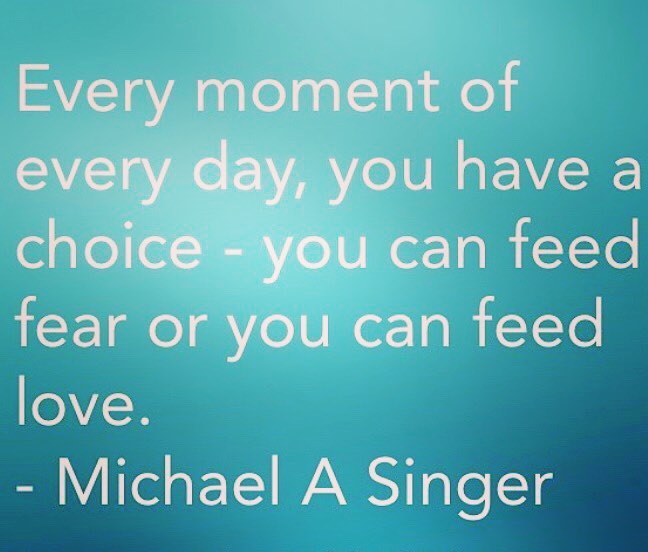 Every moment of
every day, you have a
choice - you can feed
fear or you can feed
love.
- Michael A Singer